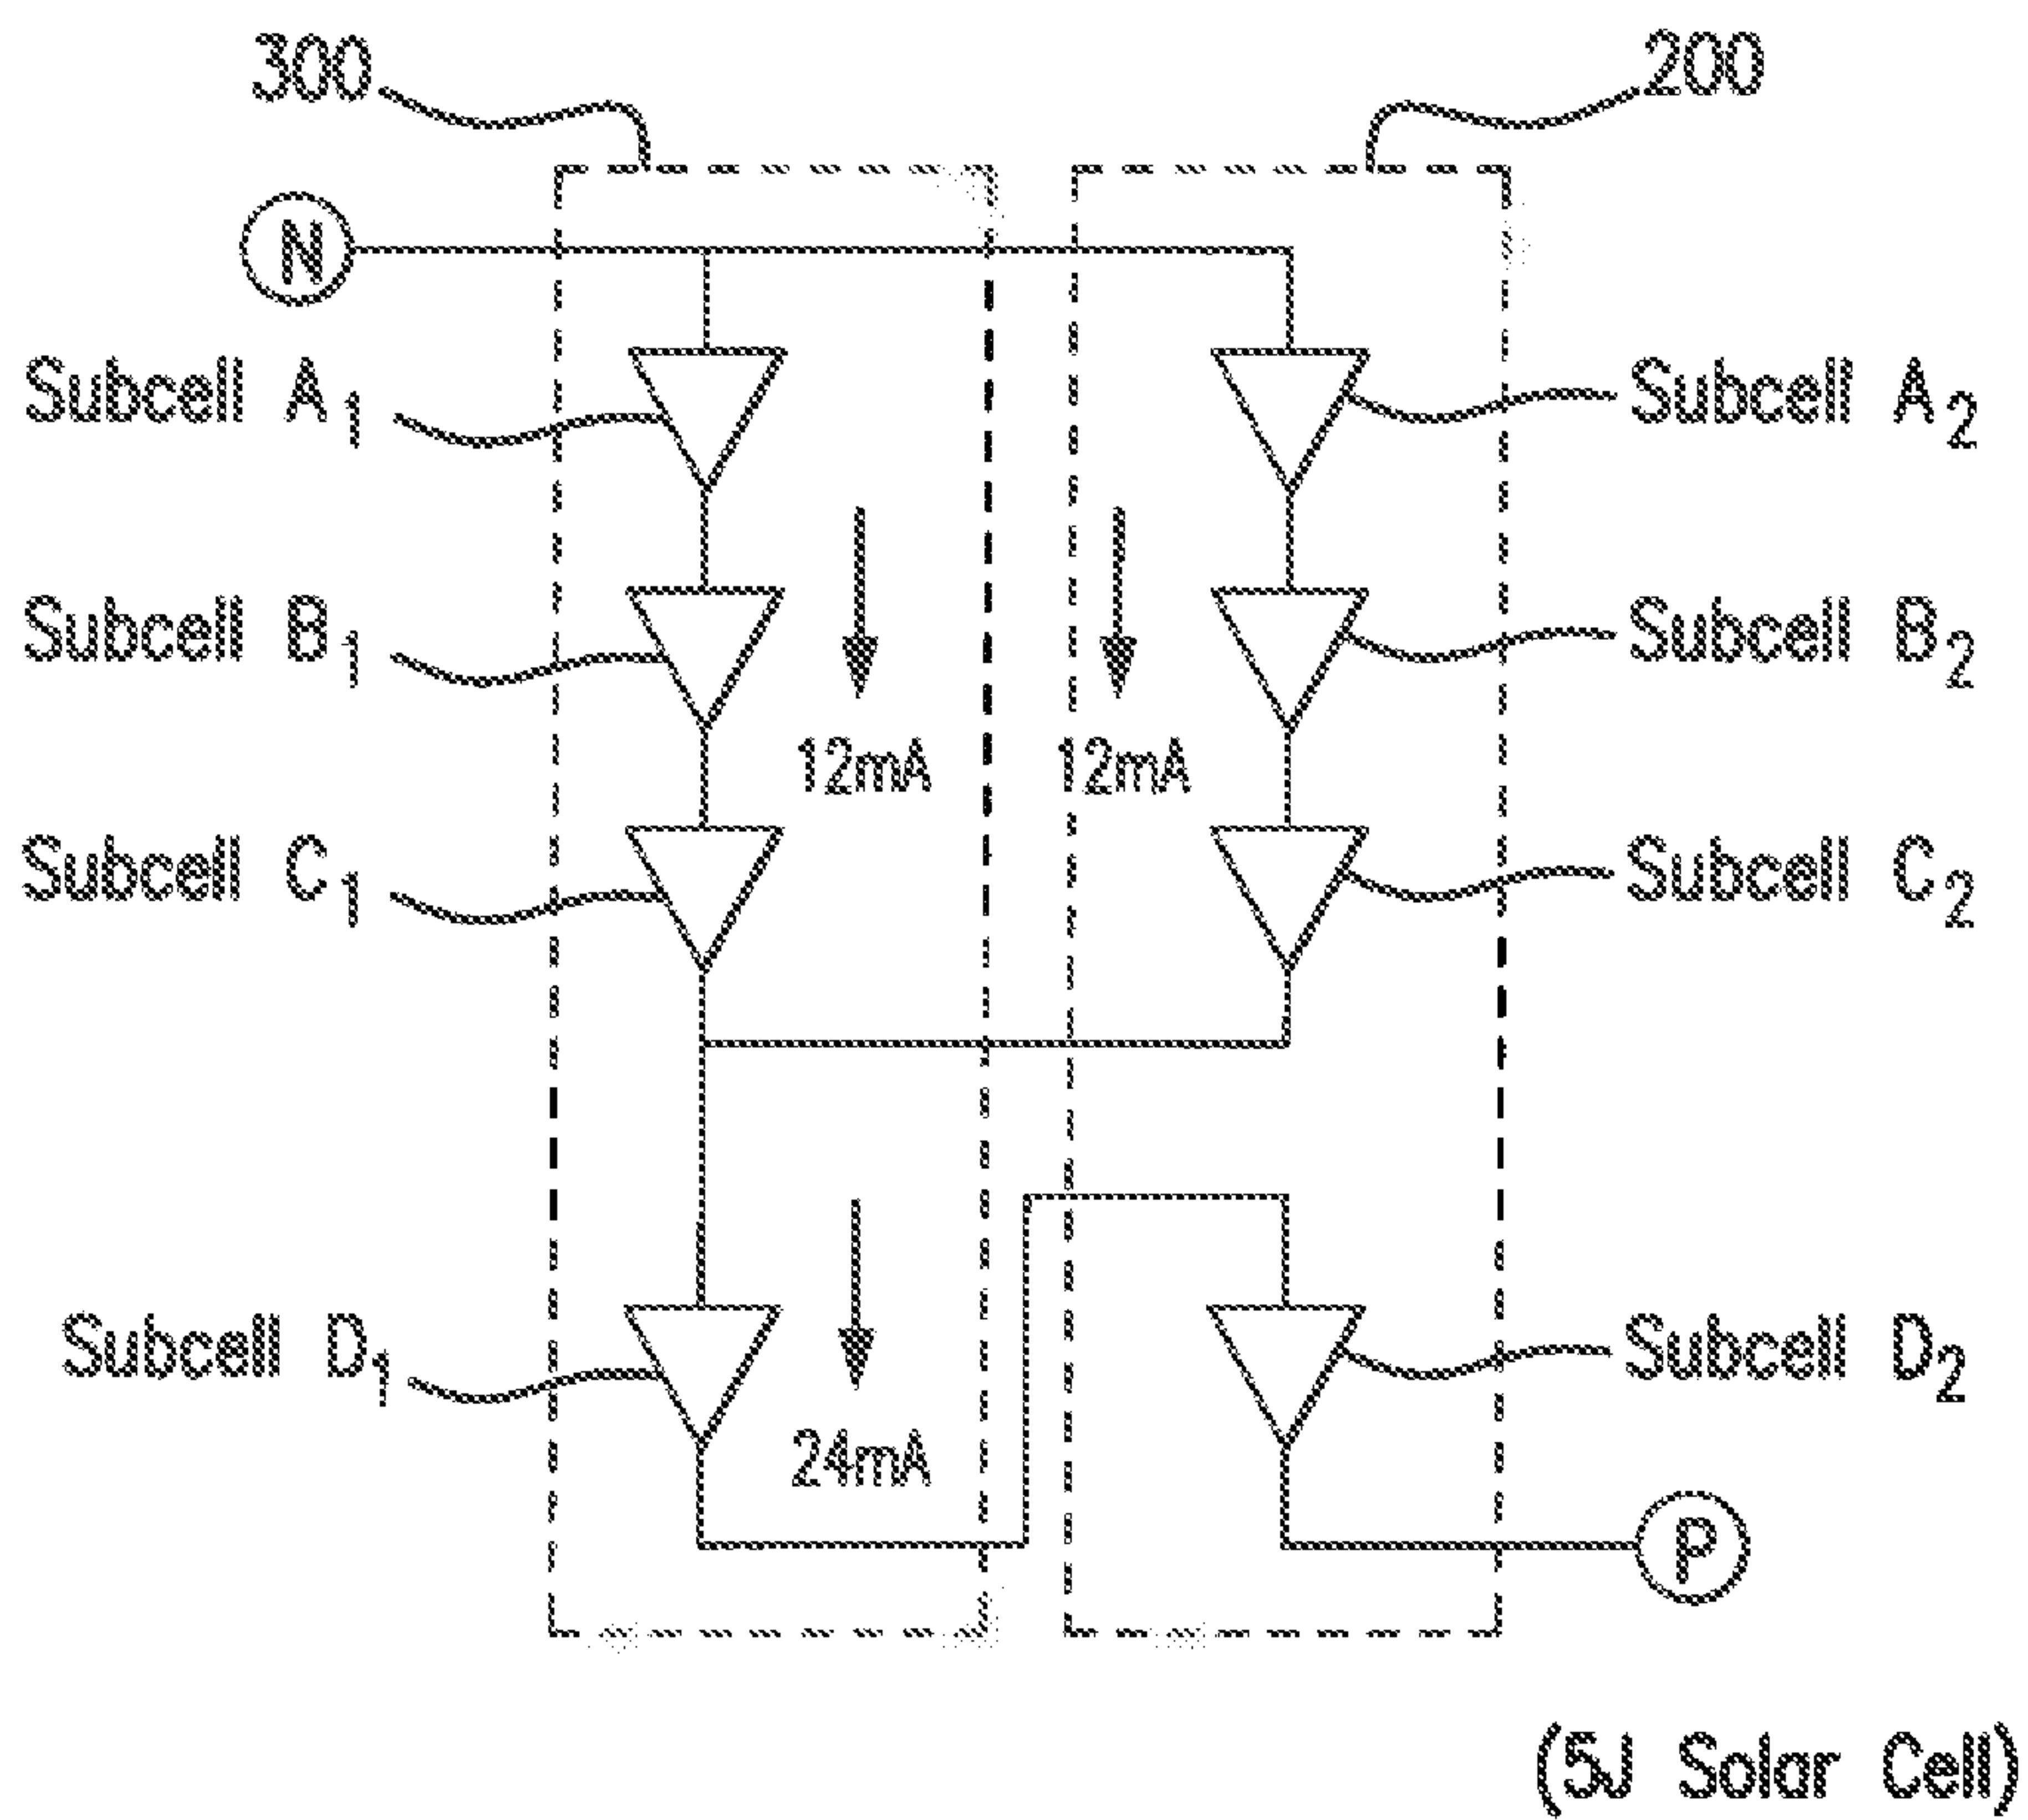 300
200
N
Subcell A1
Subcell A2
Subcell B1
Subcell B2
12mA
12mA
Subcell C1
Subcell C2
Subcell D1
Subcell D2
24mA
P
(5J Solar Cell)